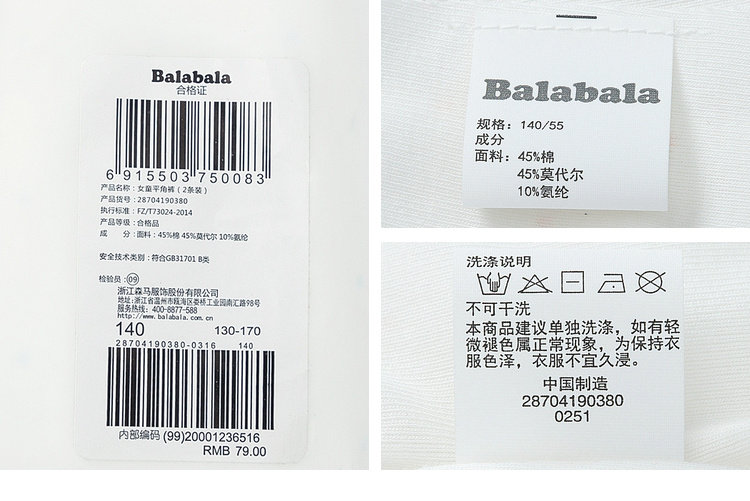 Balabala
合格证
6 915503 750083
产品名称：女童平角裤（2条装）
产品货号：28704190380
执行标准：FZ/T73024-2014
产品等级：合格品
成 分：面料：45%棉 45%莫代尔 10%氨纶
安全技术类别：符合GB31701 B类
检验员：09
浙江森马服饰股份有限公司
地址：浙江省温州市瓯海区娄桥工业园南汇路98号
服务热线：400-8877-588
http://www.balabala.com.cn
140 130-170
28704190380-0316 140
内部编码 (99)20001236516
RMB 79.00
Balabala
规格：140/55
成分
面料：45%棉
45%莫代尔
10%氨纶
洗涤说明
不可干洗
本商品建议单独洗涤，如有轻
微褪色属正常现象，为保持衣
服色泽，衣服不宜久浸。
中国制造
28704190380
0251